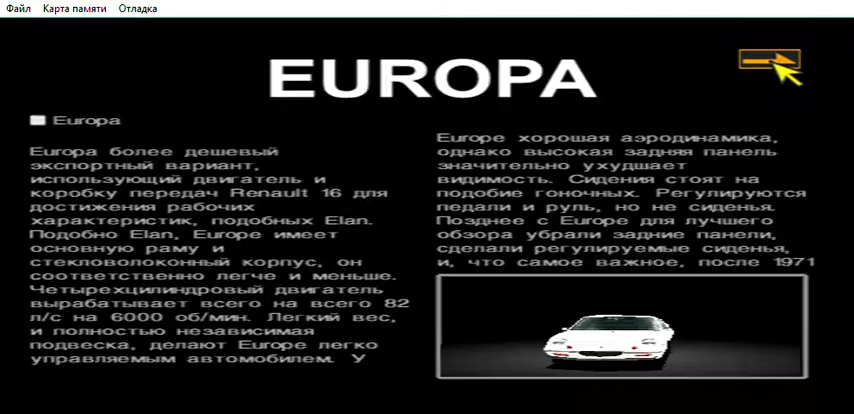 Файл Карта памяти Отладка
EUROPA
Europa
Europa более дешевый
экспортный вариант,
использующий двигатель и
коробку передач Renault 16 для
достижения рабочих
характеристик, подобных Elan.
Подобно Elan, Europe имеет
основную раму и
стекловолоконный корпус, он
соответственно легче и меньше.
Четырехцилиндровый двигатель
вырабатывает всего на всего 82
л/с на 6000 об/мин. Легкий вес,
и полностью независимая
подвеска, делают Europe легко
управляемым автомобилем. У
Europe хорошая аэродинамика,
однако высокая задняя панель
значительно ухудшает
видимость. Сидения стоят на
подобие гоночных. Регулируются
педали и руль, но не сиденья.
Позднее с Europe для лучшего
обзора убрали задние панели,
сделали регулируемые сиденья,
и, что самое важное, после 1971